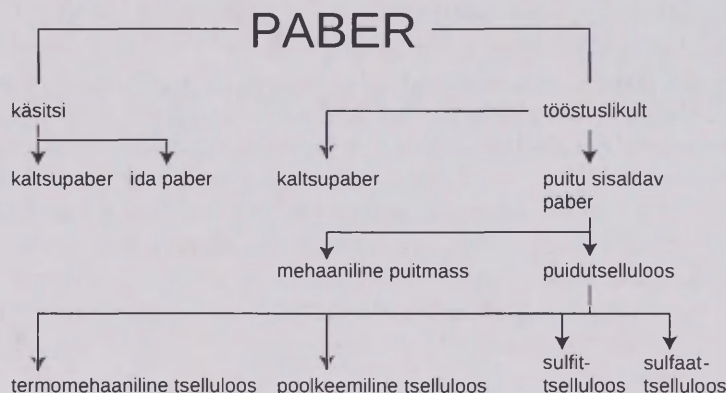 PABER
käsitsi
tööstuslikult
kaltsupaber ida paber
kaltsupaber
puitu sisaldav
paber
mehaaniline puitmass
puidutselluloos
termomehaaniline tselluloos
poolkeemiline tselluloos
sulfit-
tselluloos
sulfaat-
tselluloos